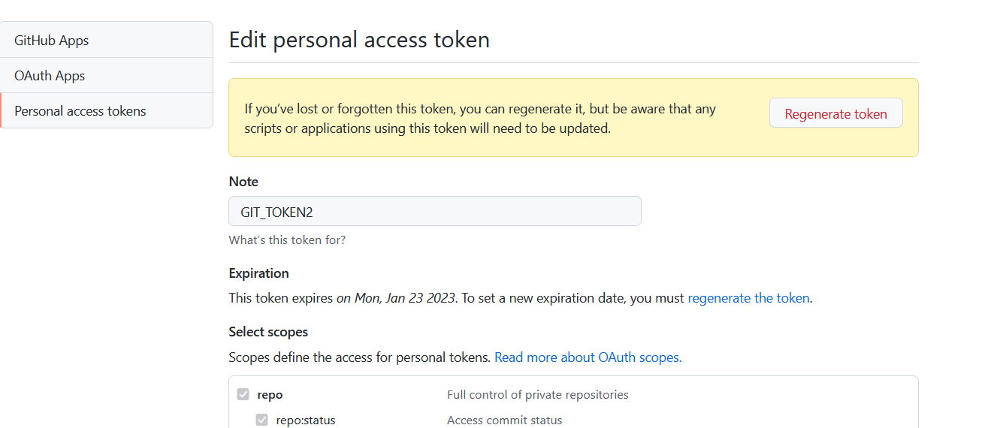 GitHub Apps
OAuth Apps
Personal access tokens
Edit personal access token
If you’ve lost or forgotten this token, you can regenerate it, but be aware that any
scripts or applications using this token will need to be updated.
Regenerate token
Note
GIT_TOKEN2
What’s this token for?
Expiration
This token expires on Mon, Jan 23 2023. To set a new expiration date, you must regenerate the token.
Select scopes
Scopes define the access for personal tokens. Read more about OAuth scopes.
repo Full control of private repositories
repo:status Access commit status